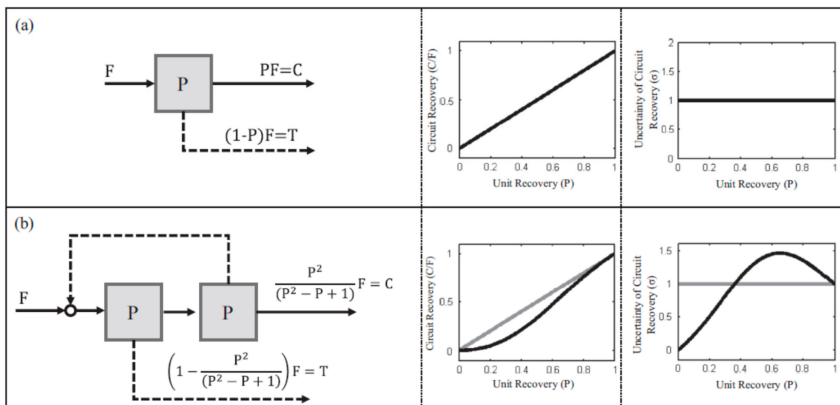 (a)
F
P
PF=C
(1-P)F=T
Circuit Recovery (C/F)
1
0.5
0
0 0.2 0.4 0.6 0.8 1
Unit Recovery (P)
Uncertainty of Circuit
Recovery (σ)
2
1.5
1
0.5
0
0 0.2 0.4 0.6 0.8 1
Unit Recovery (P)
(b)
F
P
P
P²/(P² − P + 1) F = C
(1 − P²/(P² − P + 1)) F = T
Circuit Recovery (C/F)
1
0.5
0
0 0.2 0.4 0.6 0.8 1
Unit Recovery (P)
Uncertainty of Circuit
Recovery (σ)
1.5
1
0.5
0
0 0.2 0.4 0.6 0.8 1
Unit Recovery (P)